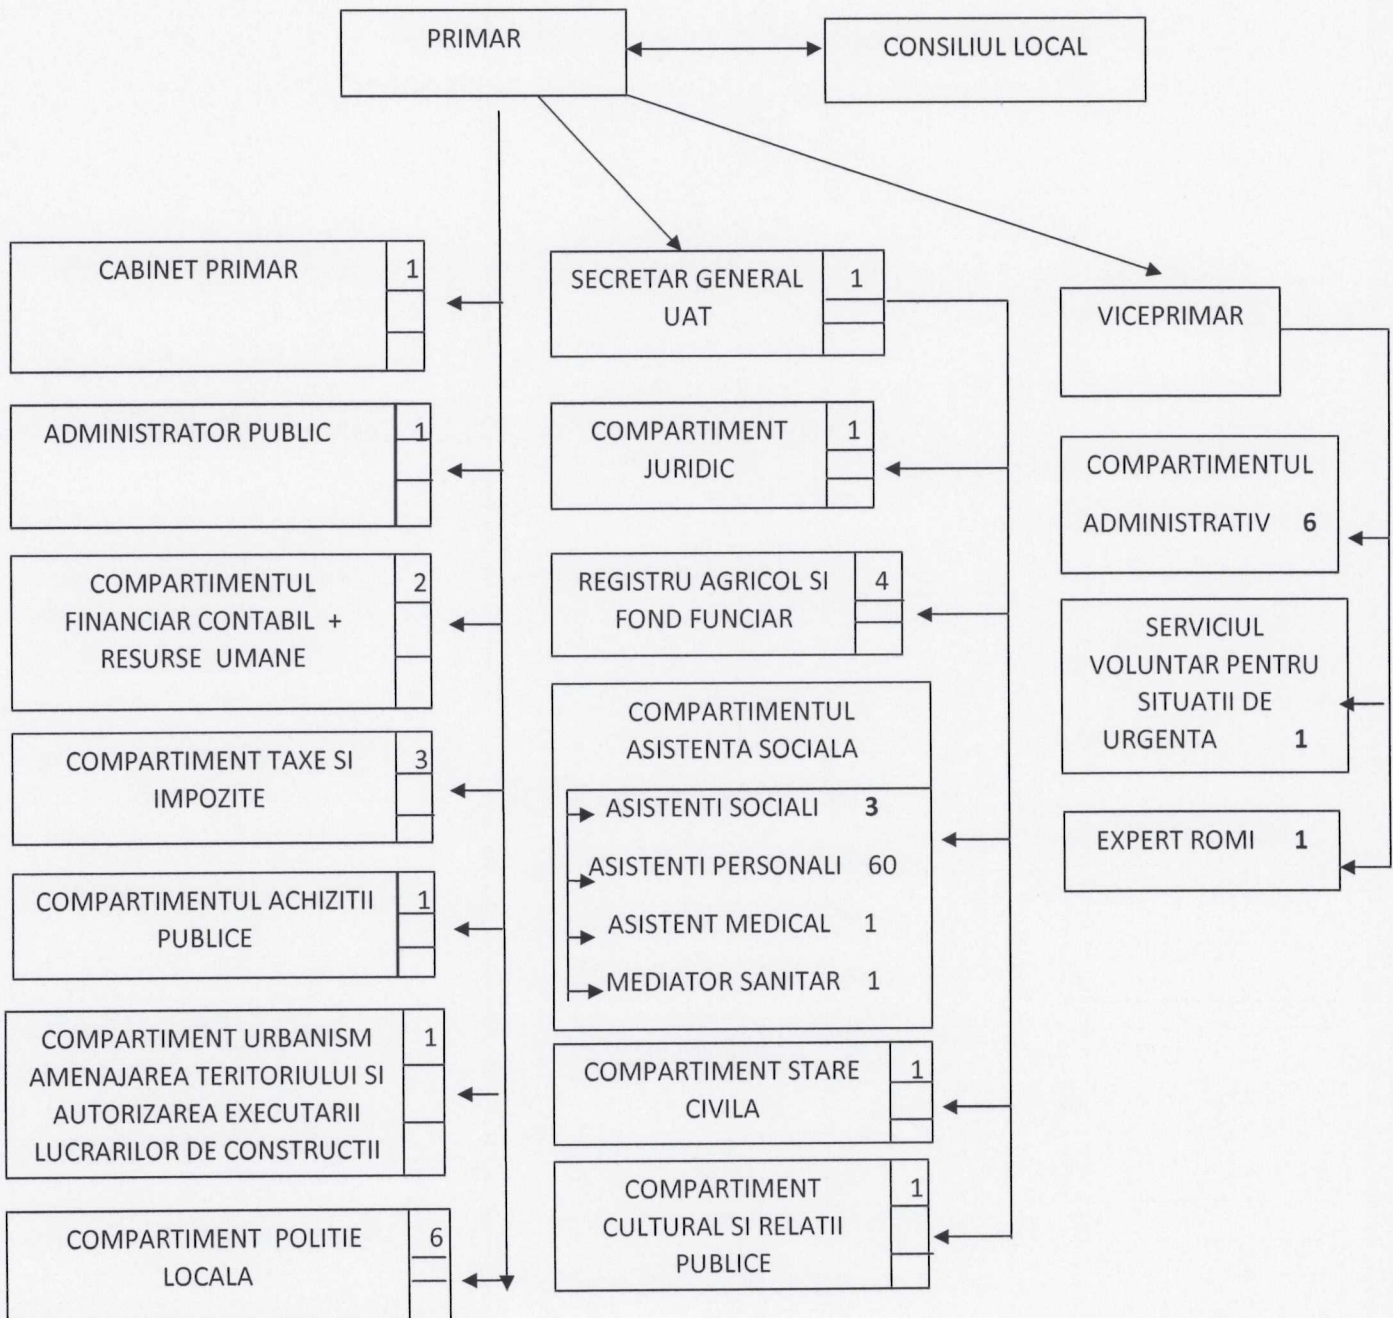 PRIMAR
CONSILIUL LOCAL
CABINET PRIMAR 1
ADMINISTRATOR PUBLIC 1
COMPARTIMENTUL 2
FINANCIAR CONTABIL +
RESURSE UMANE
COMPARTIMENT TAXE SI 3
IMPOZITE
COMPARTIMENTUL ACHIZITII 1
PUBLICE
COMPARTIMENT URBANISM 1
AMENAJAREA TERITORIULUI SI
AUTORIZAREA EXECUTARII
LUCRARILOR DE CONSTRUCTII
COMPARTIMENT POLITIE 6
LOCALA
SECRETAR GENERAL 1
UAT
COMPARTIMENT 1
JURIDIC
REGISTRU AGRICOL SI 4
FOND FUNCIAR
COMPARTIMENTUL
ASISTENTA SOCIALA
ASISTENTI SOCIALI 3
ASISTENTI PERSONALI 60
ASISTENT MEDICAL 1
MEDIATOR SANITAR 1
COMPARTIMENT STARE 1
CIVILA
COMPARTIMENT 1
CULTURAL SI RELATII
PUBLICE
VICEPRIMAR
COMPARTIMENTUL
ADMINISTRATIV 6
SERVICIUL
VOLUNTAR PENTRU
SITUATII DE
URGENTA 1
EXPERT ROMI 1